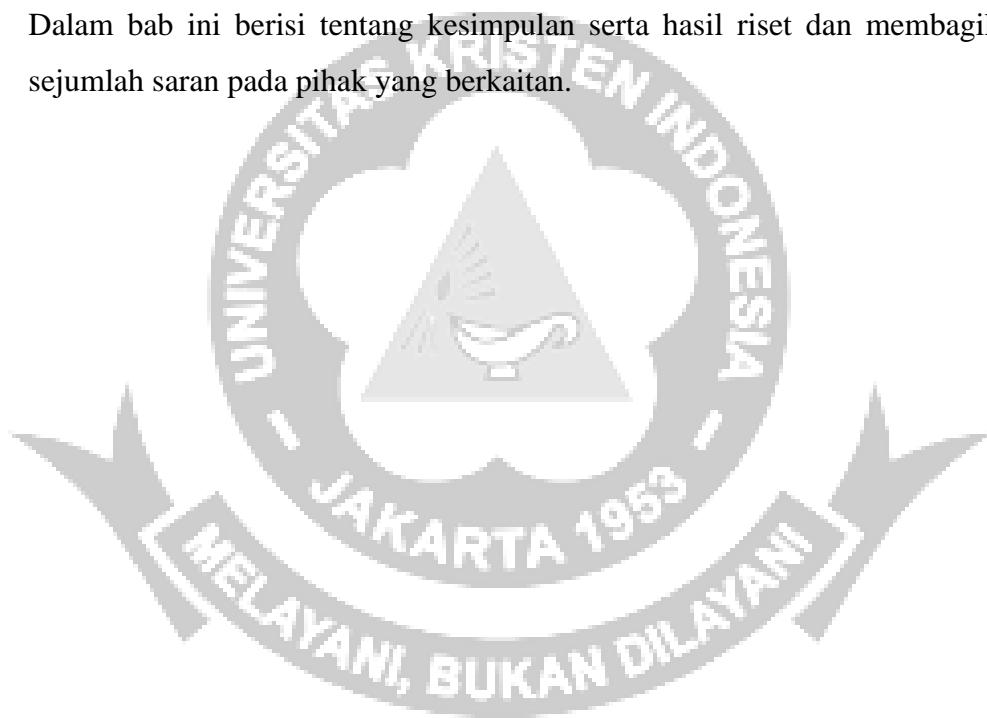 Dalam bab ini berisi tentang kesimpulan serta hasil riset dan membagil
sejumlah saran pada pihak yang berkaitan.
UNIVERSITAS KRISTEN INDONESIA
- JAKARTA 1953 -
MELAYANI, BUKAN DILAYANI